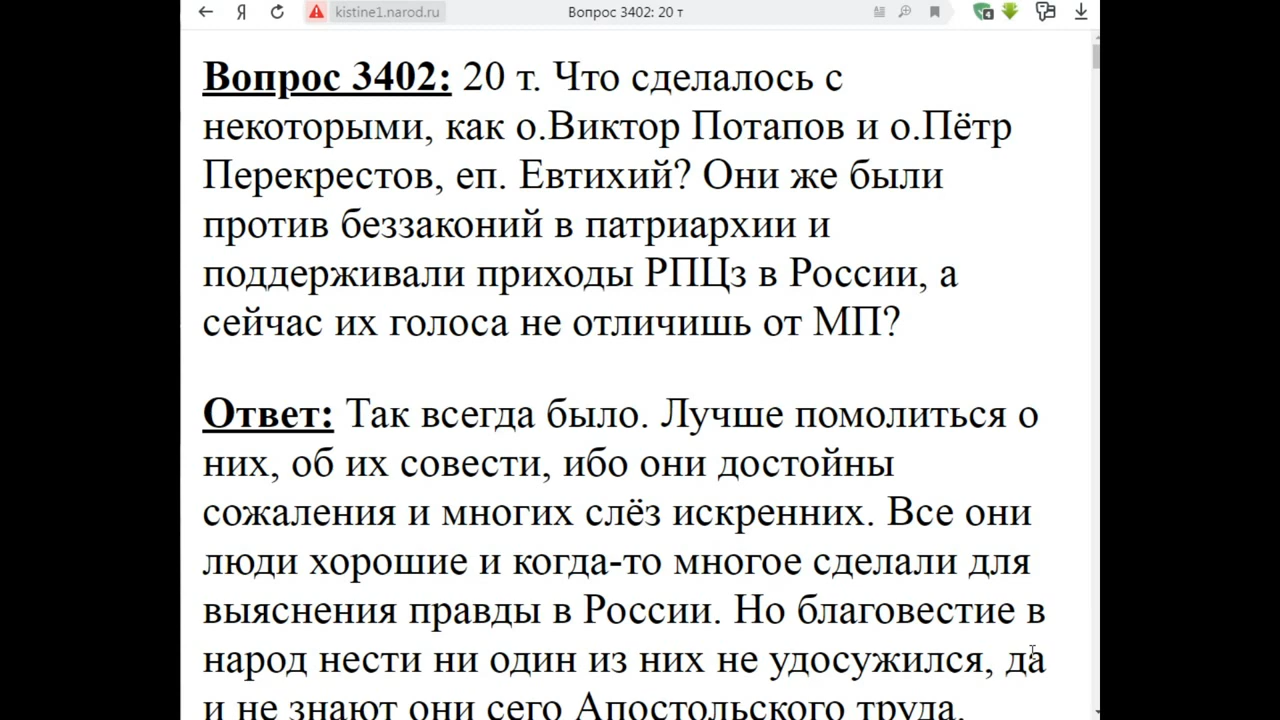 Я kistine1.narod.ru Вопрос 3402: 20 т 4
Вопрос 3402: 20 т. Что сделалось с
некоторыми, как о.Виктор Потапов и о.Пётр
Перекрестов, еп. Евтихий? Они же были
против беззаконий в патриархии и
поддерживали приходы РПЦз в России, а
сейчас их голоса не отличишь от МП?
Ответ: Так всегда было. Лучше помолиться о
них, об их совести, ибо они достойны
сожаления и многих слёз искренних. Все они
люди хорошие и когда-то многое сделали для
выяснения правды в России. Но благовестие в
народ нести ни один из них не удосужился, да
и не знают они сего Апостольского труда.